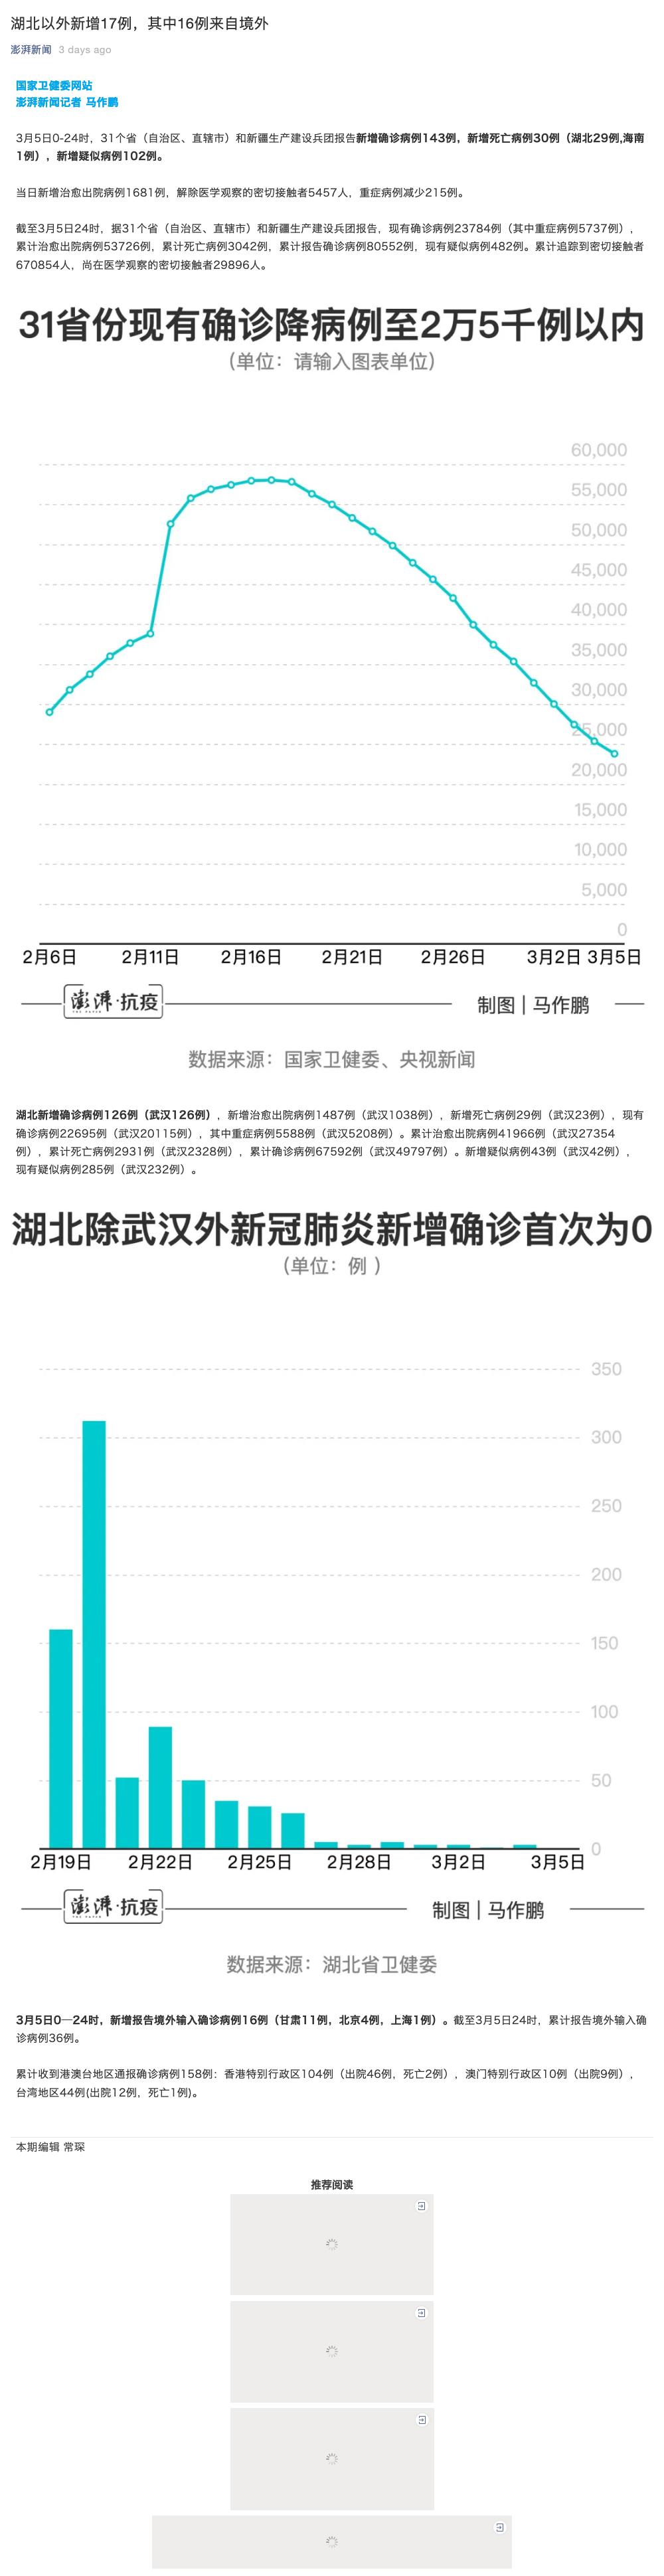 湖北以外新增17例，其中16例来自境外
澎湃新闻 3 days ago
国家卫健委网站
澎湃新闻记者 马作鹏
3月5日0-24时，31个省（自治区、直辖市）和新疆生产建设兵团报告新增确诊病例143例，新增死亡病例30例（湖北29例,海南
1例），新增疑似病例102例。
当日新增治愈出院病例1681例，解除医学观察的密切接触者5457人，重症病例减少215例。
截至3月5日24时，据31个省（自治区、直辖市）和新疆生产建设兵团报告，现有确诊病例23784例（其中重症病例5737例），
累计治愈出院病例53726例，累计死亡病例3042例，累计报告确诊病例80552例，现有疑似病例482例。累计追踪到密切接触者
670854人，尚在医学观察的密切接触者29896人。
31省份现有确诊降病例至2万5千例以内
（单位：请输入图表单位）
60,000
55,000
50,000
45,000
40,000
35,000
30,000
25,000
20,000
15,000
10,000
5,000
0
2月6日 2月11日 2月16日 2月21日 2月26日 3月2日 3月5日
澎湃·抗疫 制图 | 马作鹏
数据来源：国家卫健委、央视新闻
湖北新增确诊病例126例（武汉126例），新增治愈出院病例1487例（武汉1038例），新增死亡病例29例（武汉23例），现有
确诊病例22695例（武汉20115例），其中重症病例5588例（武汉5208例）。累计治愈出院病例41966例（武汉27354
例），累计死亡病例2931例（武汉2328例），累计确诊病例67592例（武汉49797例）。新增疑似病例43例（武汉42例），
现有疑似病例285例（武汉232例）。
湖北除武汉外新冠肺炎新增确诊首次为0
（单位：例 ）
350
300
250
200
150
100
50
0
2月19日 2月22日 2月25日 2月28日 3月2日 3月5日
澎湃·抗疫 制图 | 马作鹏
数据来源：湖北省卫健委
3月5日0—24时，新增报告境外输入确诊病例16例（甘肃11例，北京4例，上海1例）。截至3月5日24时，累计报告境外输入确
诊病例36例。
累计收到港澳台地区通报确诊病例158例：香港特别行政区104例（出院46例，死亡2例），澳门特别行政区10例（出院9例），
台湾地区44例(出院12例，死亡1例)。
本期编辑 常琛
推荐阅读